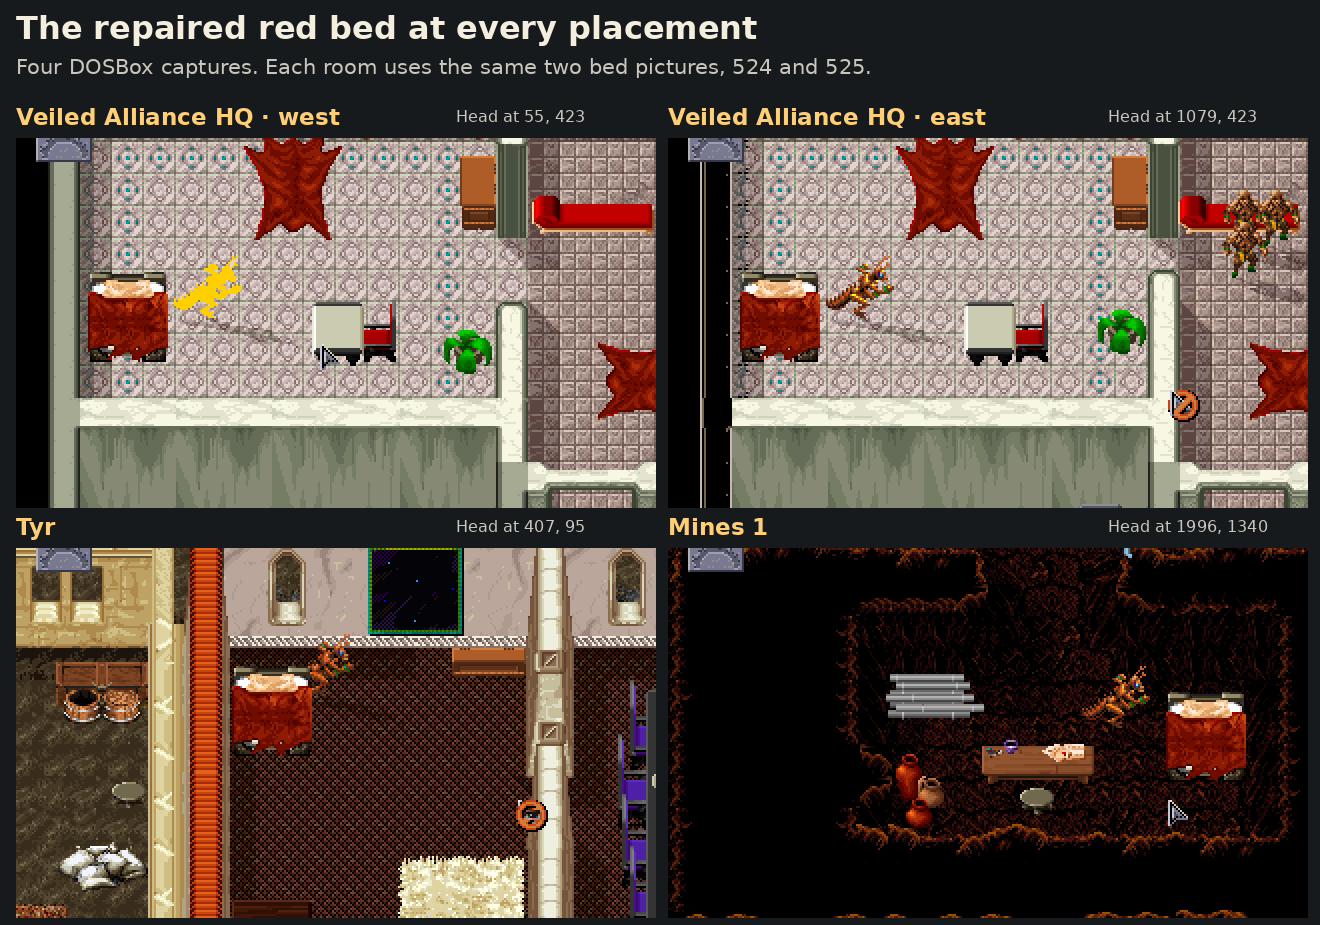 The repaired red bed at every placement
Four DOSBox captures. Each room uses the same two bed pictures, 524 and 525.
Veiled Alliance HQ · west
Head at 55, 423
Veiled Alliance HQ · east
Head at 1079, 423
Tyr
Head at 407, 95
Mines 1
Head at 1996, 1340